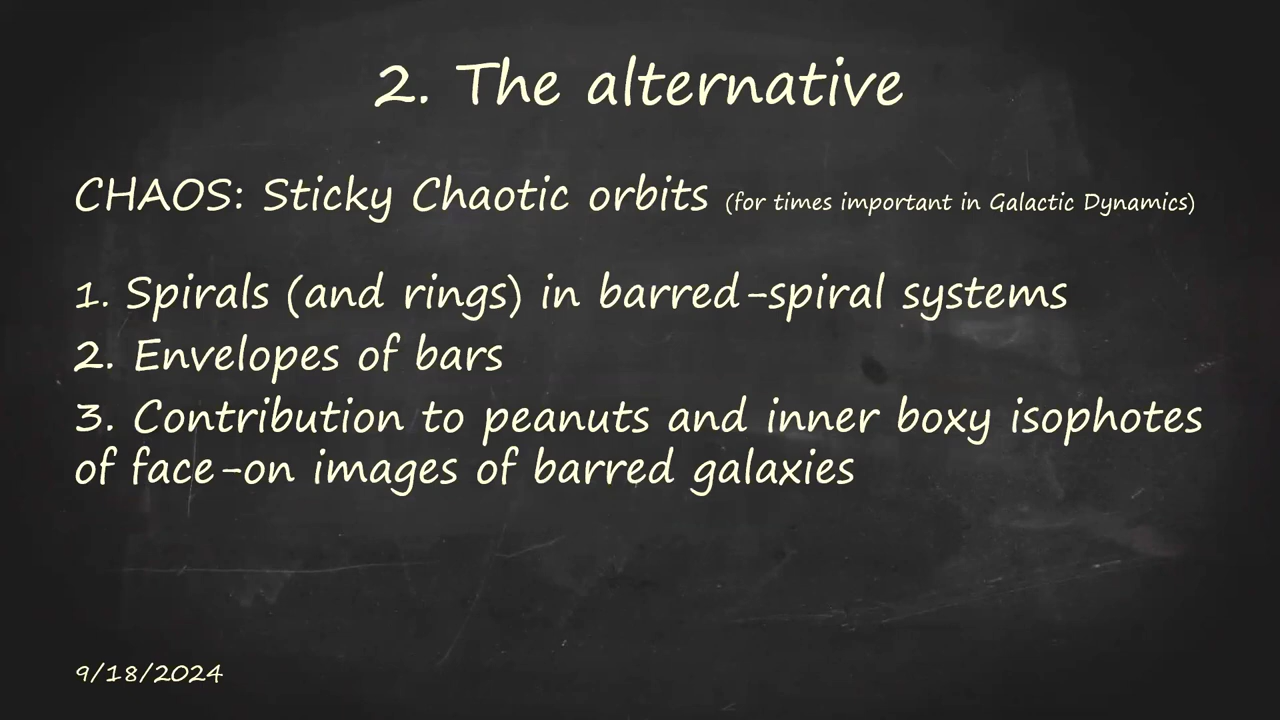 2. The alternative
CHAOS: Sticky Chaotic orbits (for times important in Galactic Dynamics)
1. Spirals (and rings) in barred-spiral systems
2. Envelopes of bars
3. Contribution to peanuts and inner boxy isophotes
of face-on images of barred galaxies
9/18/2024